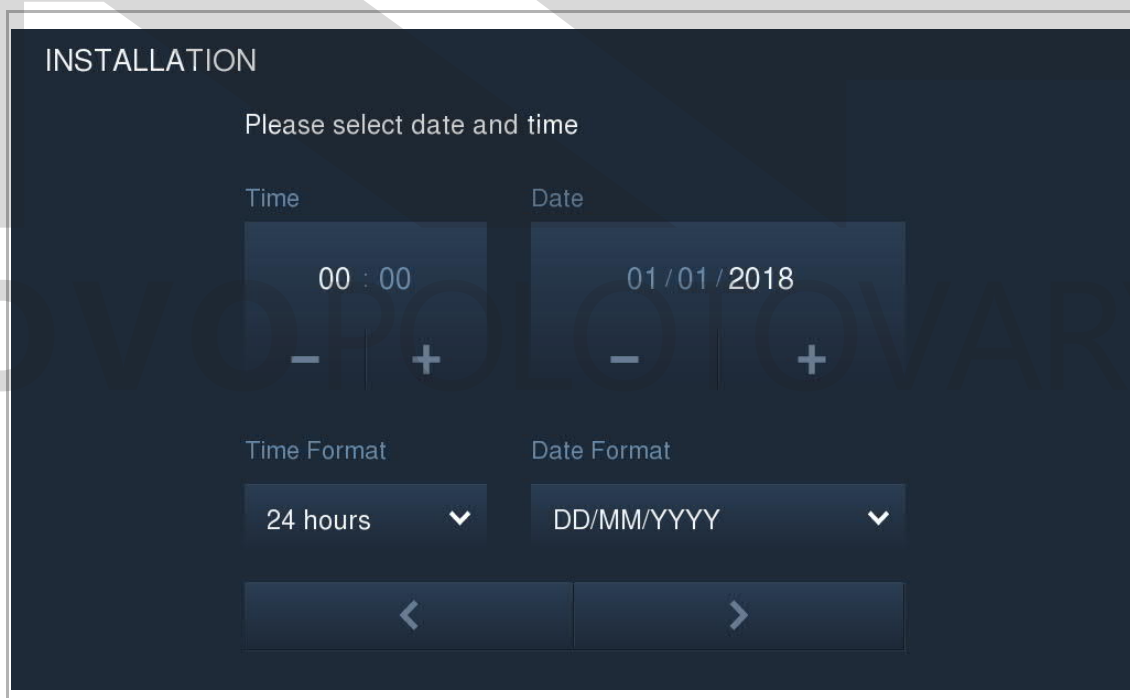 INSTALLATION
Please select date and time
Time
Date
00 : 00
01/01/2018
− +
− +
Time Format
Date Format
24 hours
DD/MM/YYYY
OVOPOLOTOVAR